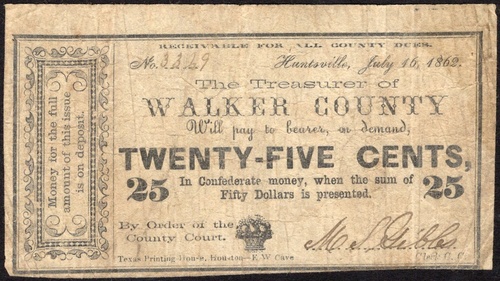 RECEIVABLE FOR ALL COUNTY DUES.
No. 2269 Huntsville, July 16, 1862.
The Treasurer of
WALKER COUNTY
Will pay to bearer, on demand,
TWENTY-FIVE CENTS,
25 In Confederate money, when the sum of 25
Fifty Dollars is presented.
By Order of the
County Court.
M. S. Gibbs
Texas Printing House, Houston—E. W. Cave
Money for the full
amount of this issue
is on deposit.